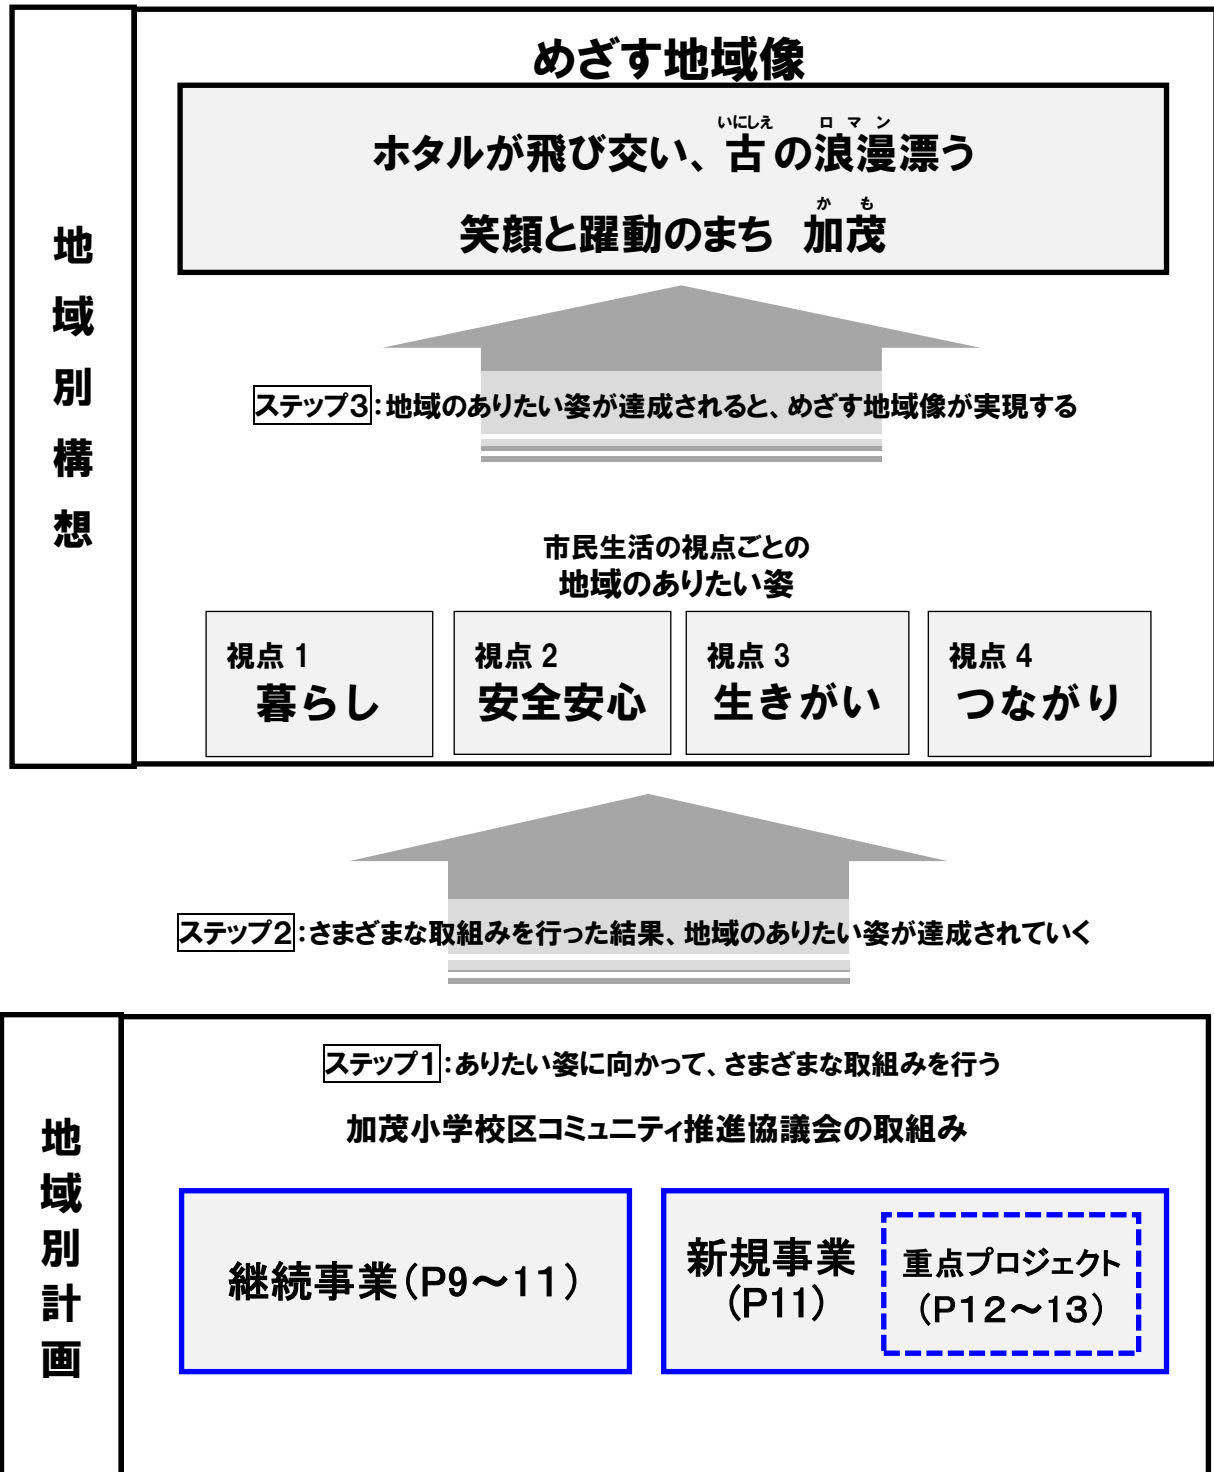 地域別構想
めざす地域像
いにしえ ロマン
ホタルが飛び交い、古の浪漫漂う
かも
笑顔と躍動のまち 加茂
ステップ3:地域のありたい姿が達成されると、めざす地域像が実現する
市民生活の視点ごとの
地域のありたい姿
視点 1
暮らし
視点 2
安全安心
視点 3
生きがい
視点 4
つながり
ステップ2:さまざまな取組みを行った結果、地域のありたい姿が達成されていく
地域別計画
ステップ1:ありたい姿に向かって、さまざまな取組みを行う
加茂小学校区コミュニティ推進協議会の取組み
継続事業(P9~11)
新規事業
(P11)
重点プロジェクト
(P12~13)